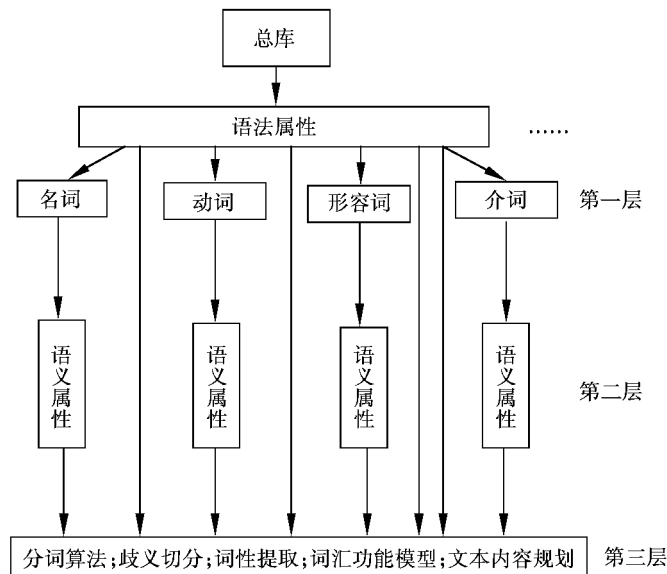 总库
语法属性 ……
名词 动词 形容词 介词 第一层
语义属性 语义属性 语义属性 语义属性 第二层
分词算法;歧义切分;词性提取;词汇功能模型;文本内容规划 第三层